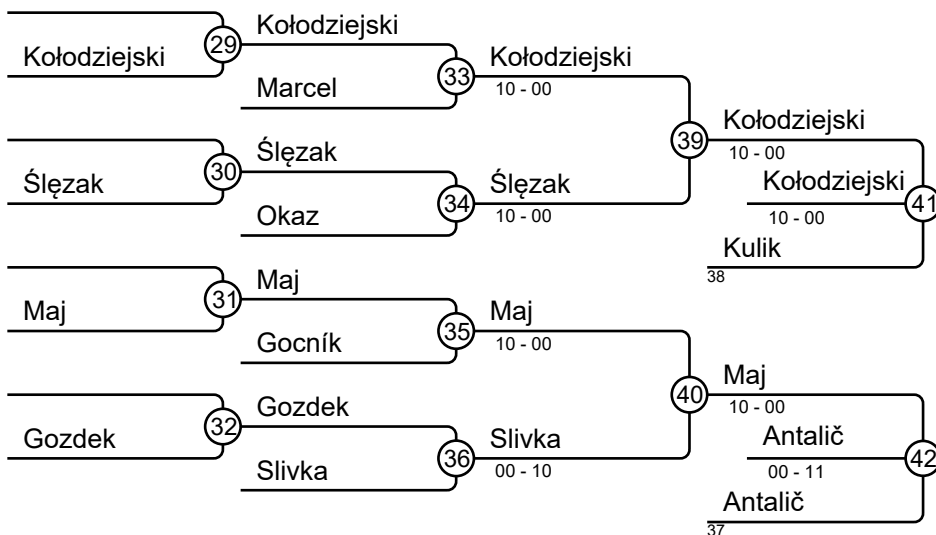 Kołodziejski
29
Kołodziejski
Marcel
33
Kołodziejski
10 - 00
Ślęzak
30
Ślęzak
Okaz
34
Ślęzak
10 - 00
39
Kołodziejski
10 - 00
Kołodziejski
10 - 00
41
Kulik
38
Maj
31
Maj
Gocník
35
Maj
10 - 00
Gozdek
32
Gozdek
Slivka
36
Slivka
00 - 10
40
Maj
10 - 00
Antalič
00 - 11
42
Antalič
37